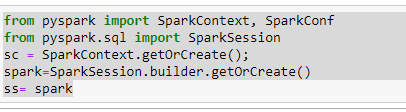 from pyspark import SparkContext, SparkConf
from pyspark.sql import SparkSession
sc = SparkContext.getOrCreate();
spark=SparkSession.builder.getOrCreate()
ss= spark